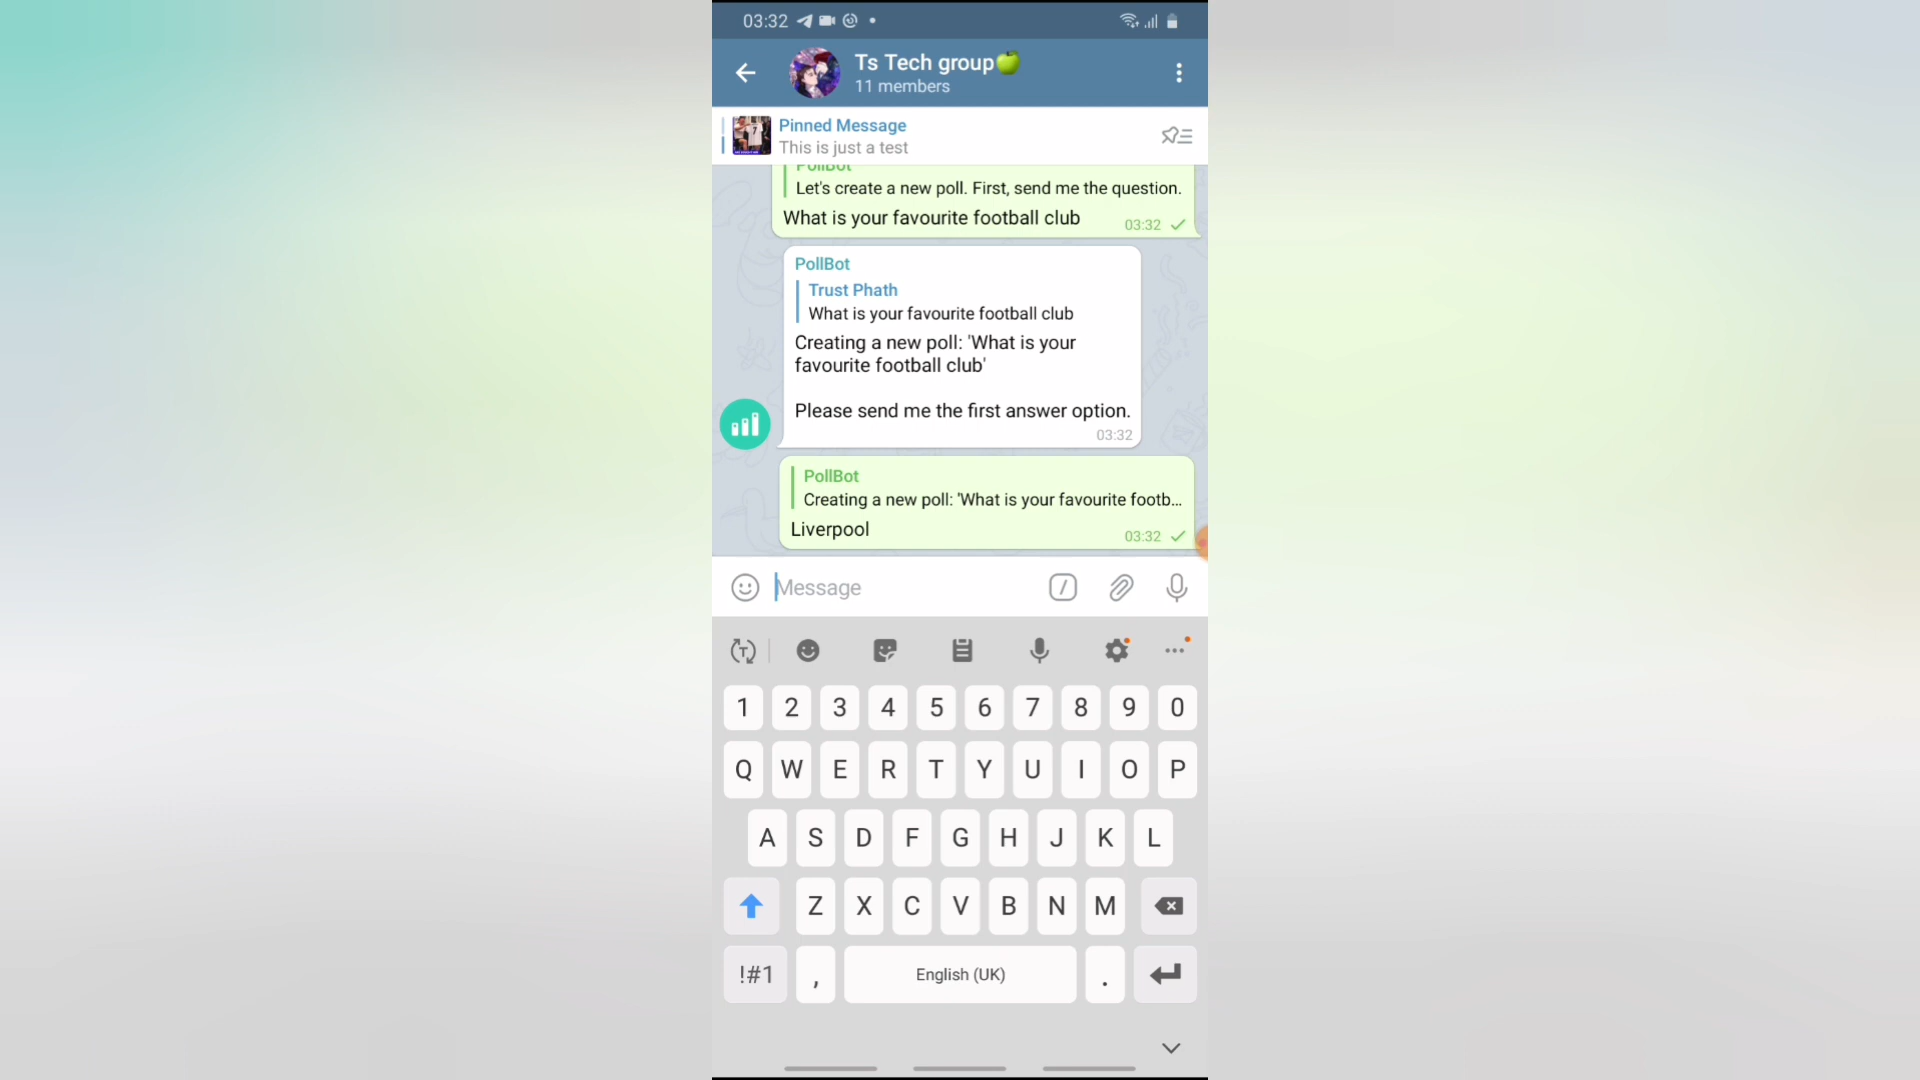 03:32
Ts Tech group
11 members
Pinned Message
This is just a test
PollBot
Let's create a new poll. First, send me the question.
What is your favourite football club
03:32
PollBot
Trust Phath
What is your favourite football club
Creating a new poll: 'What is your
favourite football club'
Please send me the first answer option.
03:32
PollBot
Creating a new poll: 'What is your favourite footb...
Liverpool
03:32
Message
1 2 3 4 5 6 7 8 9 0
Q W E R T Y U I O P
A S D F G H J K L
Z X C V B N M
!#1 , English (UK) .